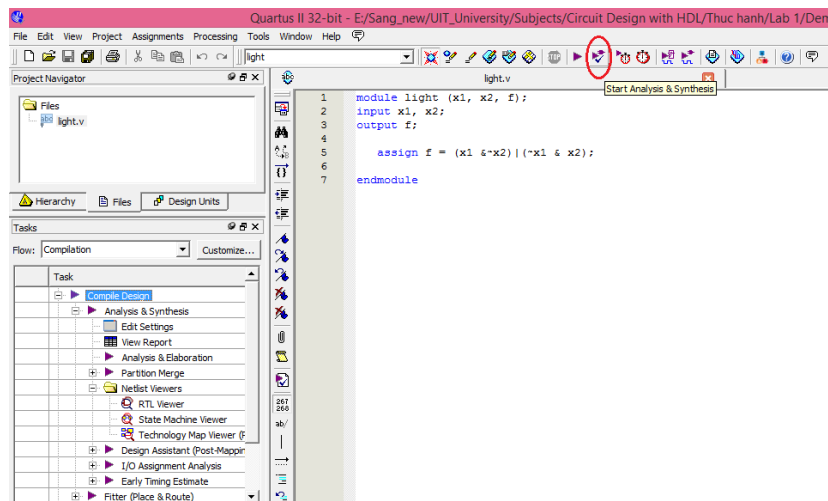 Quartus II 32-bit - E:/Sang_new/UIT_University/Subjects/Circuit Design with HDL/Thuc hanh/Lab 1/Den
File Edit View Project Assignments Processing Tools Window Help
light
Project Navigator
Files
light.v
Hierarchy Files Design Units
Tasks
Flow: Compilation Customize...
Task
Compile Design
Analysis & Synthesis
Edit Settings
View Report
Analysis & Elaboration
Partition Merge
Netlist Viewers
RTL Viewer
State Machine Viewer
Technology Map Viewer (P
Design Assistant (Post-Mappin
I/O Assignment Analysis
Early Timing Estimate
Fitter (Place & Route)
267
268
ab/
light.v
Start Analysis & Synthesis
1 module light (x1, x2, f);
2 input x1, x2;
3 output f;
4
5 assign f = (x1 &~x2)|(~x1 & x2);
6
7 endmodule